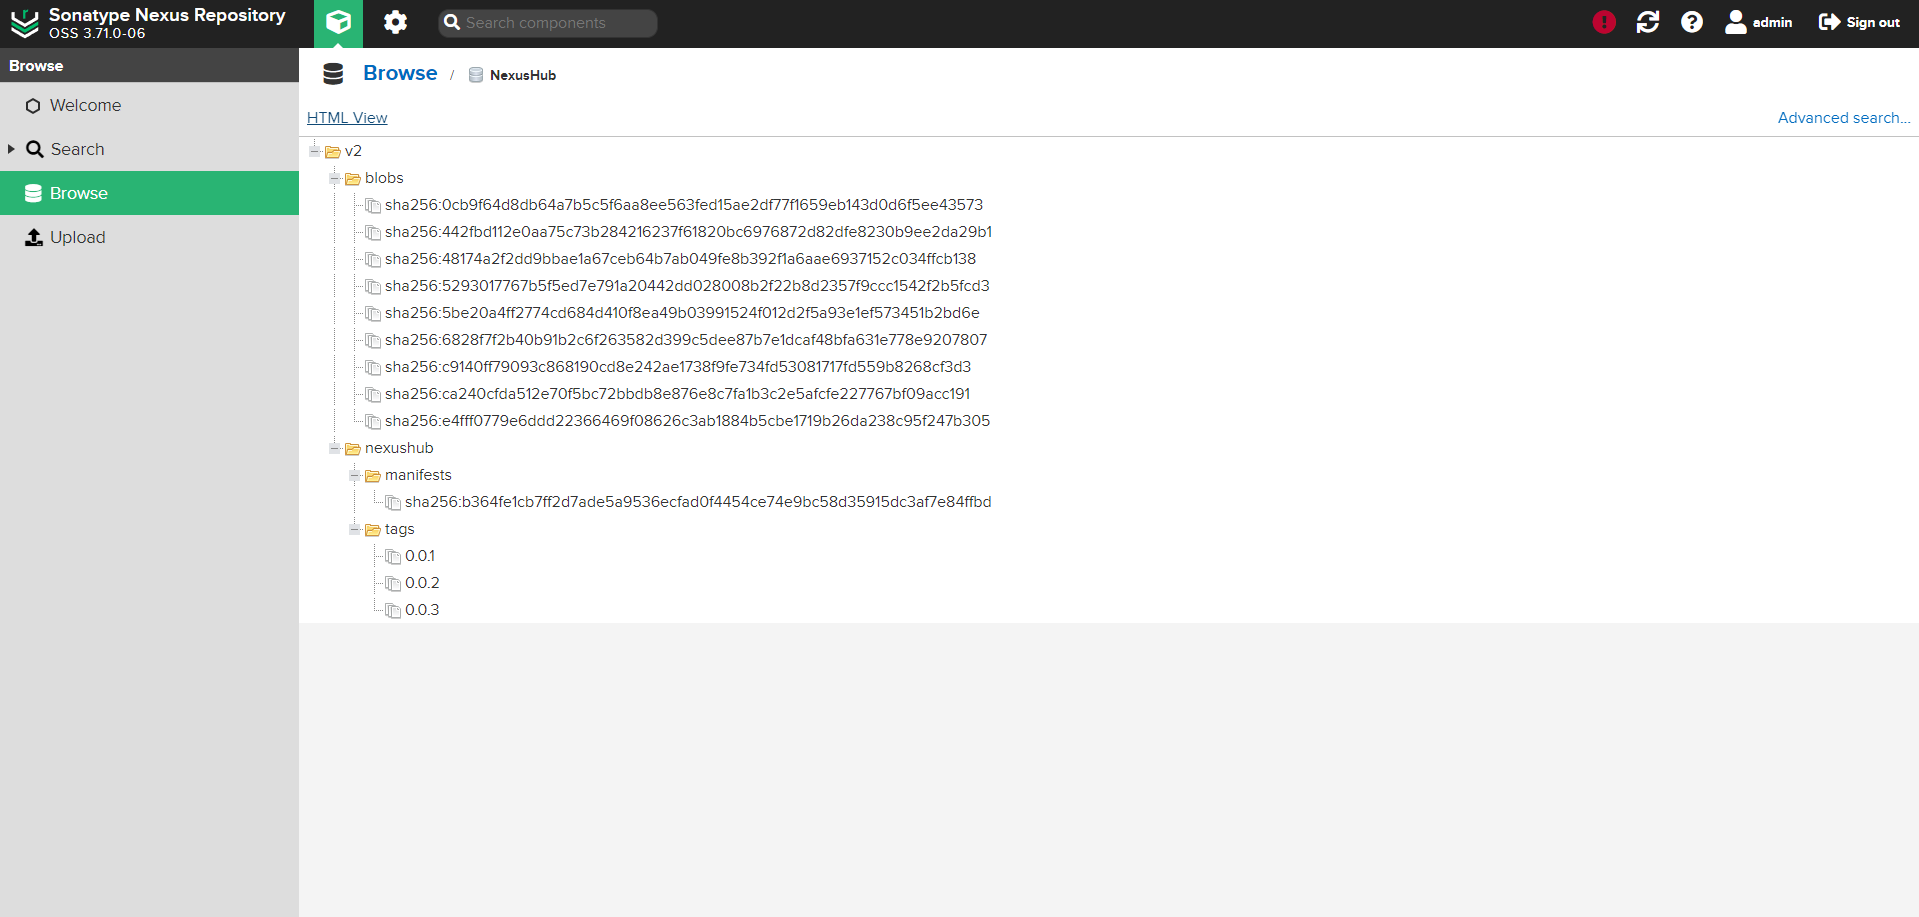 Sonatype Nexus Repository
OSS 3.71.0-06
Search components
admin
Sign out
Browse
Welcome
Search
Browse
Upload
Browse / NexusHub
HTML View
Advanced search...
v2
blobs
sha256:0cb9f64d8db64a7b5c5f6aa8ee563fed15ae2df77f1659eb143d0d6f5ee43573
sha256:442fbd112e0aa75c73b284216237f61820bc6976872d82dfe8230b9ee2da29b1
sha256:48174a2f2dd9bbae1a67ceb64b7ab049fe8b392f1a6aae6937152c034ffcb138
sha256:5293017767b5f5ed7e791a20442dd028008b2f22b8d2357f9ccc1542f2b5fcd3
sha256:5be20a4ff2774cd684d410f8ea49b03991524f012d2f5a93e1ef573451b2bd6e
sha256:6828f7f2b40b91b2c6f263582d399c5dee87b7e1dcaf48bfa631e778e9207807
sha256:c9140ff79093c868190cd8e242ae1738f9fe734fd53081717fd559b8268cf3d3
sha256:ca240cfda512e70f5bc72bbdb8e876e8c7fa1b3c2e5afcfe227767bf09acc191
sha256:e4fff0779e6ddd22366469f08626c3ab1884b5cbe1719b26da238c95f247b305
nexushub
manifests
sha256:b364fe1cb7ff2d7ade5a9536ecfad0f4454ce74e9bc58d35915dc3af7e84ffbd
tags
0.0.1
0.0.2
0.0.3